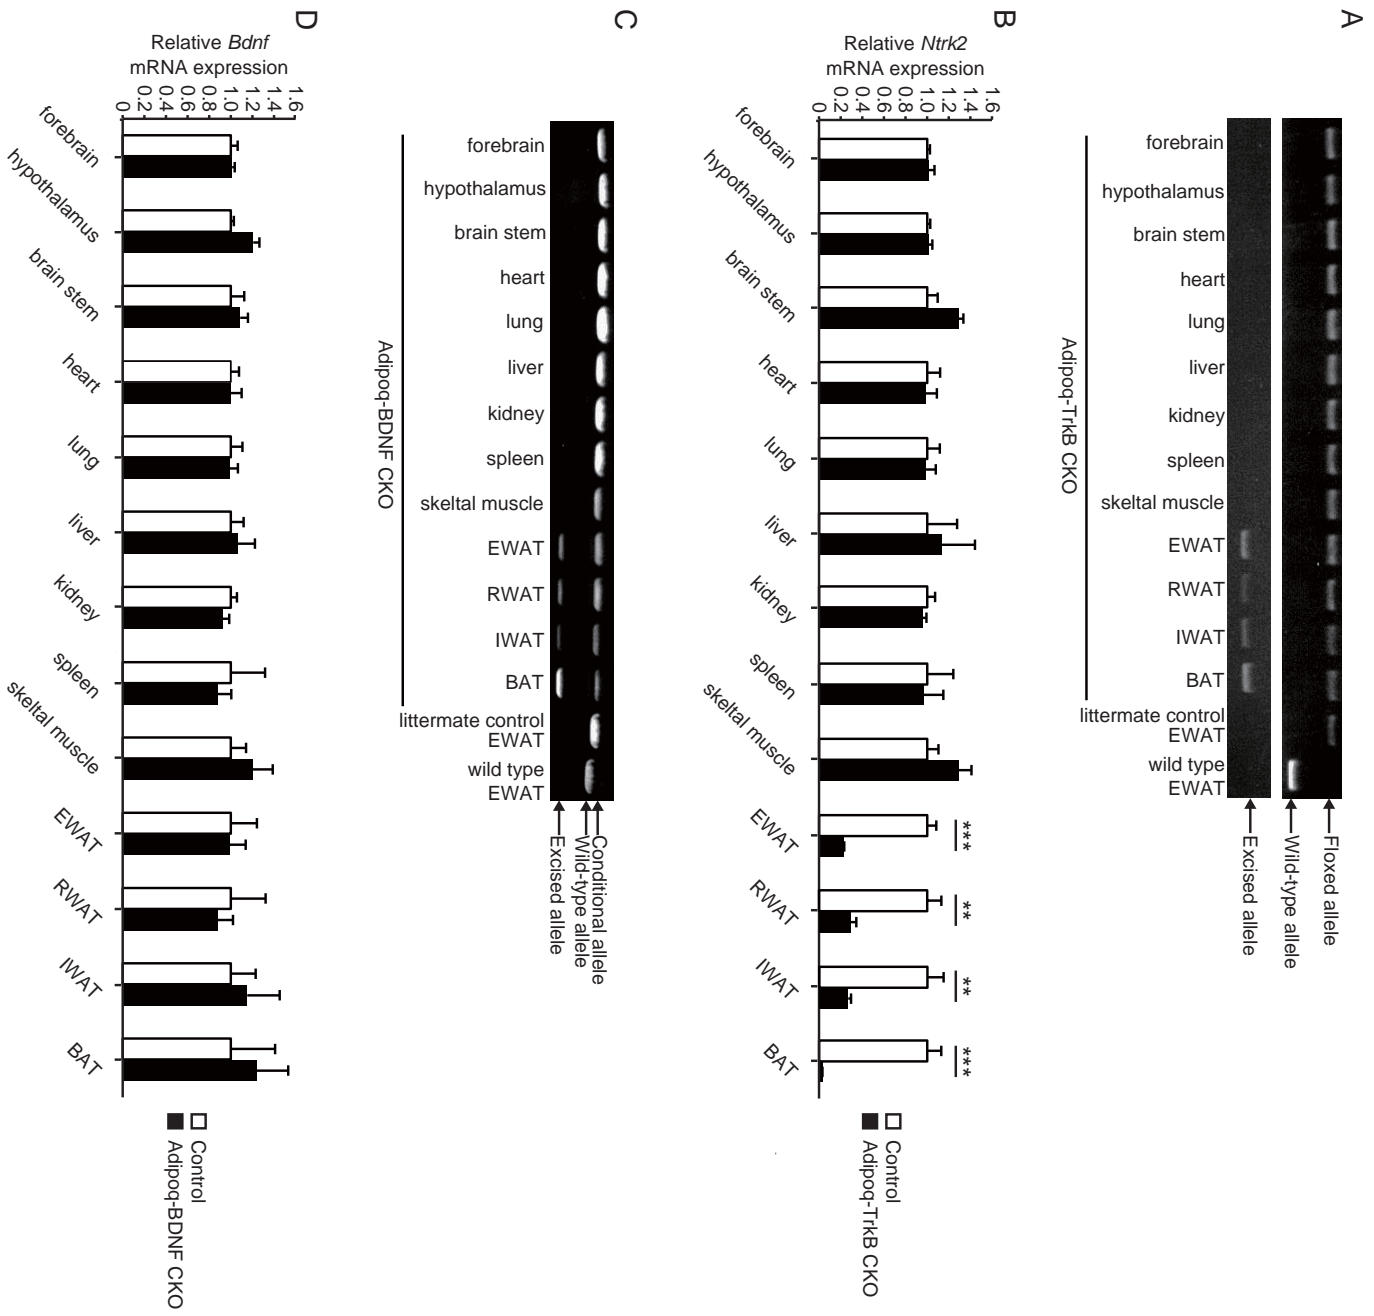 A
forebrain
hypothalamus
brain stem
heart
lung
liver
kidney
spleen
skeltal muscle
EWAT
RWAT
IWAT
BAT
littermate control
EWAT
wild type
EWAT
Adipoq-TrkB CKO
Floxed allele
Wild-type allele
Excised allele
B
Relative Ntrk2
mRNA expression
1.6
1.4
1.2
1.0
0.8
0.6
0.4
0.2
0
***
**
**
***
forebrain
hypothalamus
brain stem
heart
lung
liver
kidney
spleen
skeltal muscle
EWAT
RWAT
IWAT
BAT
Control
Adipoq-TrkB CKO
C
forebrain
hypothalamus
brain stem
heart
lung
liver
kidney
spleen
skeltal muscle
EWAT
RWAT
IWAT
BAT
littermate control
EWAT
wild type
EWAT
Adipoq-BDNF CKO
Conditional allele
Wild-type allele
Excised allele
D
Relative Bdnf
mRNA expression
1.6
1.4
1.2
1.0
0.8
0.6
0.4
0.2
0
forebrain
hypothalamus
brain stem
heart
lung
liver
kidney
spleen
skeltal muscle
EWAT
RWAT
IWAT
BAT
Control
Adipoq-BDNF CKO